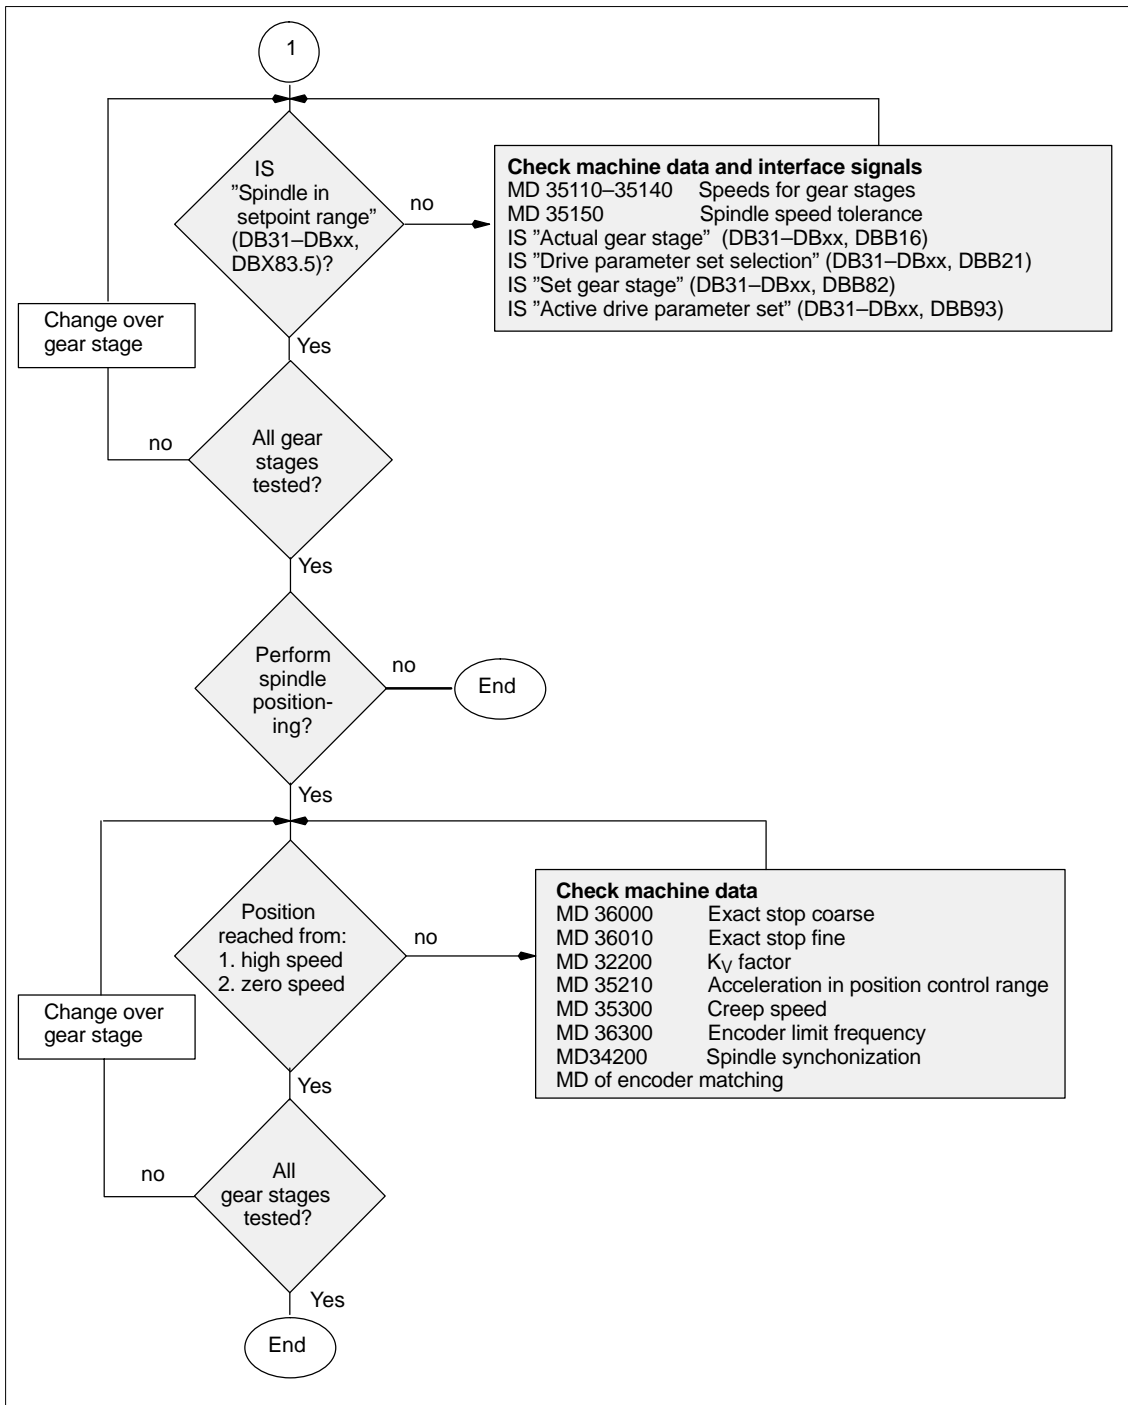 1
IS
”Spindle in
setpoint range”
(DB31–DBxx,
DBX83.5)?
no
Check machine data and interface signals
MD 35110–35140 Speeds for gear stages
MD 35150 Spindle speed tolerance
IS ”Actual gear stage” (DB31–DBxx, DBB16)
IS ”Drive parameter set selection” (DB31–DBxx, DBB21)
IS ”Set gear stage” (DB31–DBxx, DBB82)
IS ”Active drive parameter set” (DB31–DBxx, DBB93)
Change over
gear stage
Yes
no
All gear
stages
tested?
Yes
Perform
spindle
position-
ing?
no
End
Yes
Position
reached from:
1. high speed
2. zero speed
no
Check machine data
MD 36000 Exact stop coarse
MD 36010 Exact stop fine
MD 32200 KV factor
MD 35210 Acceleration in position control range
MD 35300 Creep speed
MD 36300 Encoder limit frequency
MD34200 Spindle synchonization
MD of encoder matching
Change over
gear stage
Yes
no
All
gear stages
tested?
Yes
End